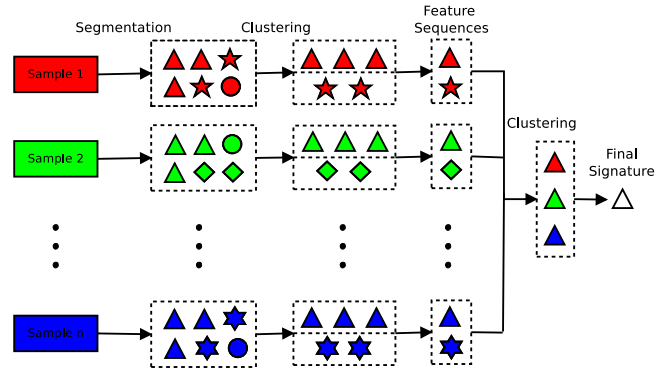 Segmentation
Clustering
Feature
Sequences
Sample 1
Clustering
Sample 2
Final
Signature
Sample n